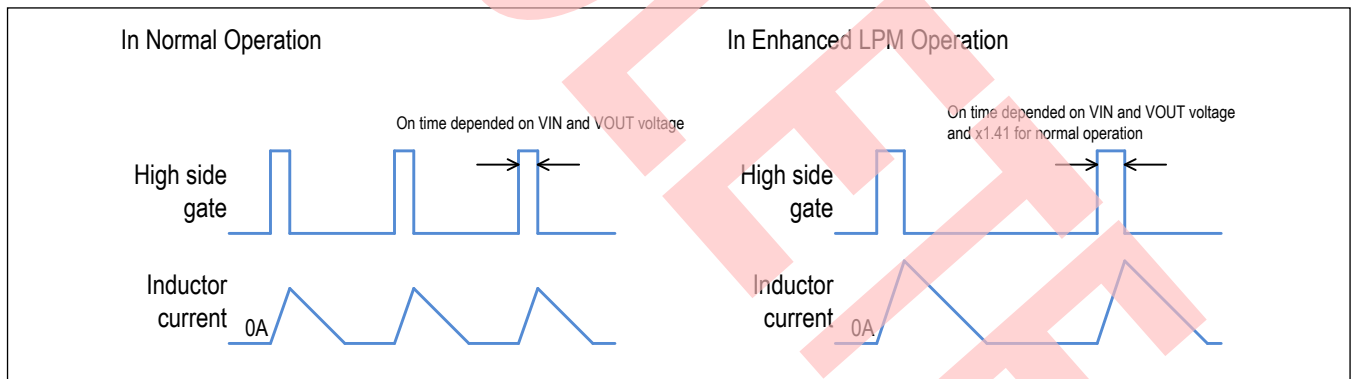 In Normal Operation
On time depended on VIN and VOUT voltage
High side
gate
Inductor
current
0A
In Enhanced LPM Operation
On time depended on VIN and VOUT voltage
and x1.41 for normal operation
High side
gate
Inductor
current
0A